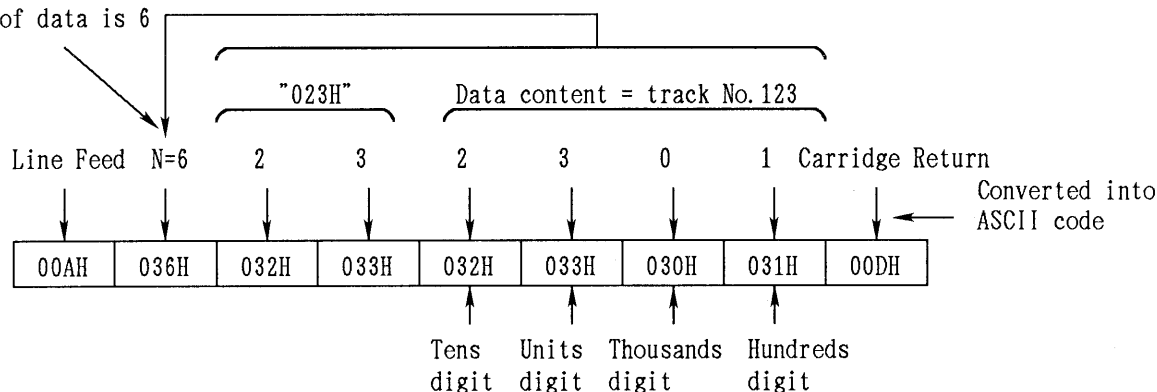 of data is 6
"023H" Data content = track No.123
Line Feed N=6 2 3 2 3 0 1 Carridge Return
Converted into
ASCII code
00AH 036H 032H 033H 032H 033H 030H 031H 00DH
Tens Units Thousands Hundreds
digit digit digit digit